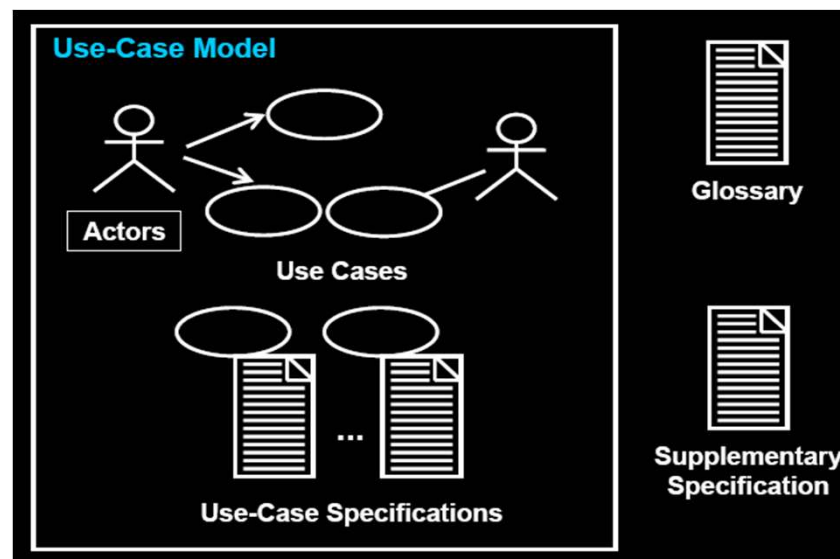 Use-Case Model
Actors
Use Cases
...
Use-Case Specifications
Glossary
Supplementary
Specification